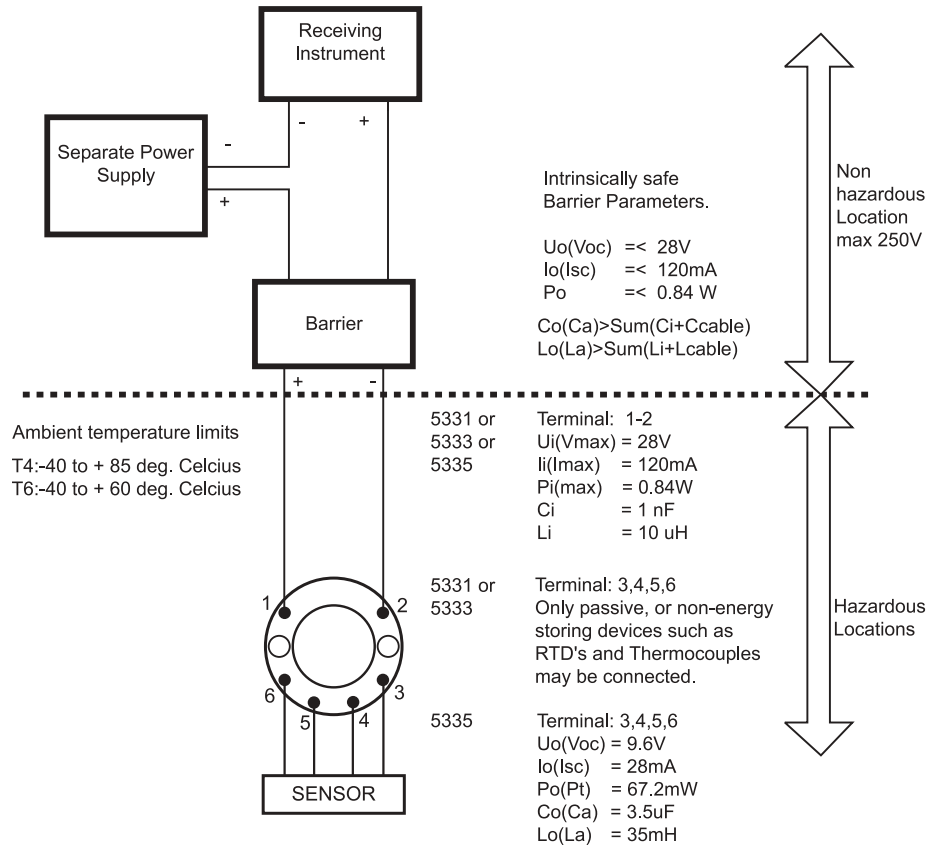 Receiving
Instrument
-
+
Separate Power
Supply
-
+
Barrier
+
-
Intrinsically safe
Barrier Parameters.
Uo(Voc) =< 28V
Io(Isc) =< 120mA
Po =< 0.84 W
Co(Ca)>Sum(Ci+Ccable)
Lo(La)>Sum(Li+Lcable)
Non
hazardous
Location
max 250V
Ambient temperature limits
T4:-40 to + 85 deg. Celcius
T6:-40 to + 60 deg. Celcius
5331 or
5333 or
5335
Terminal: 1-2
Ui(Vmax) = 28V
Ii(Imax) = 120mA
Pi(max) = 0.84W
Ci = 1 nF
Li = 10 uH
1
2
6
3
5
4
SENSOR
5331 or
5333
Terminal: 3,4,5,6
Only passive, or non-energy
storing devices such as
RTD's and Thermocouples
may be connected.
Hazardous
Locations
5335
Terminal: 3,4,5,6
Uo(Voc) = 9.6V
Io(Isc) = 28mA
Po(Pt) = 67.2mW
Co(Ca) = 3.5uF
Lo(La) = 35mH